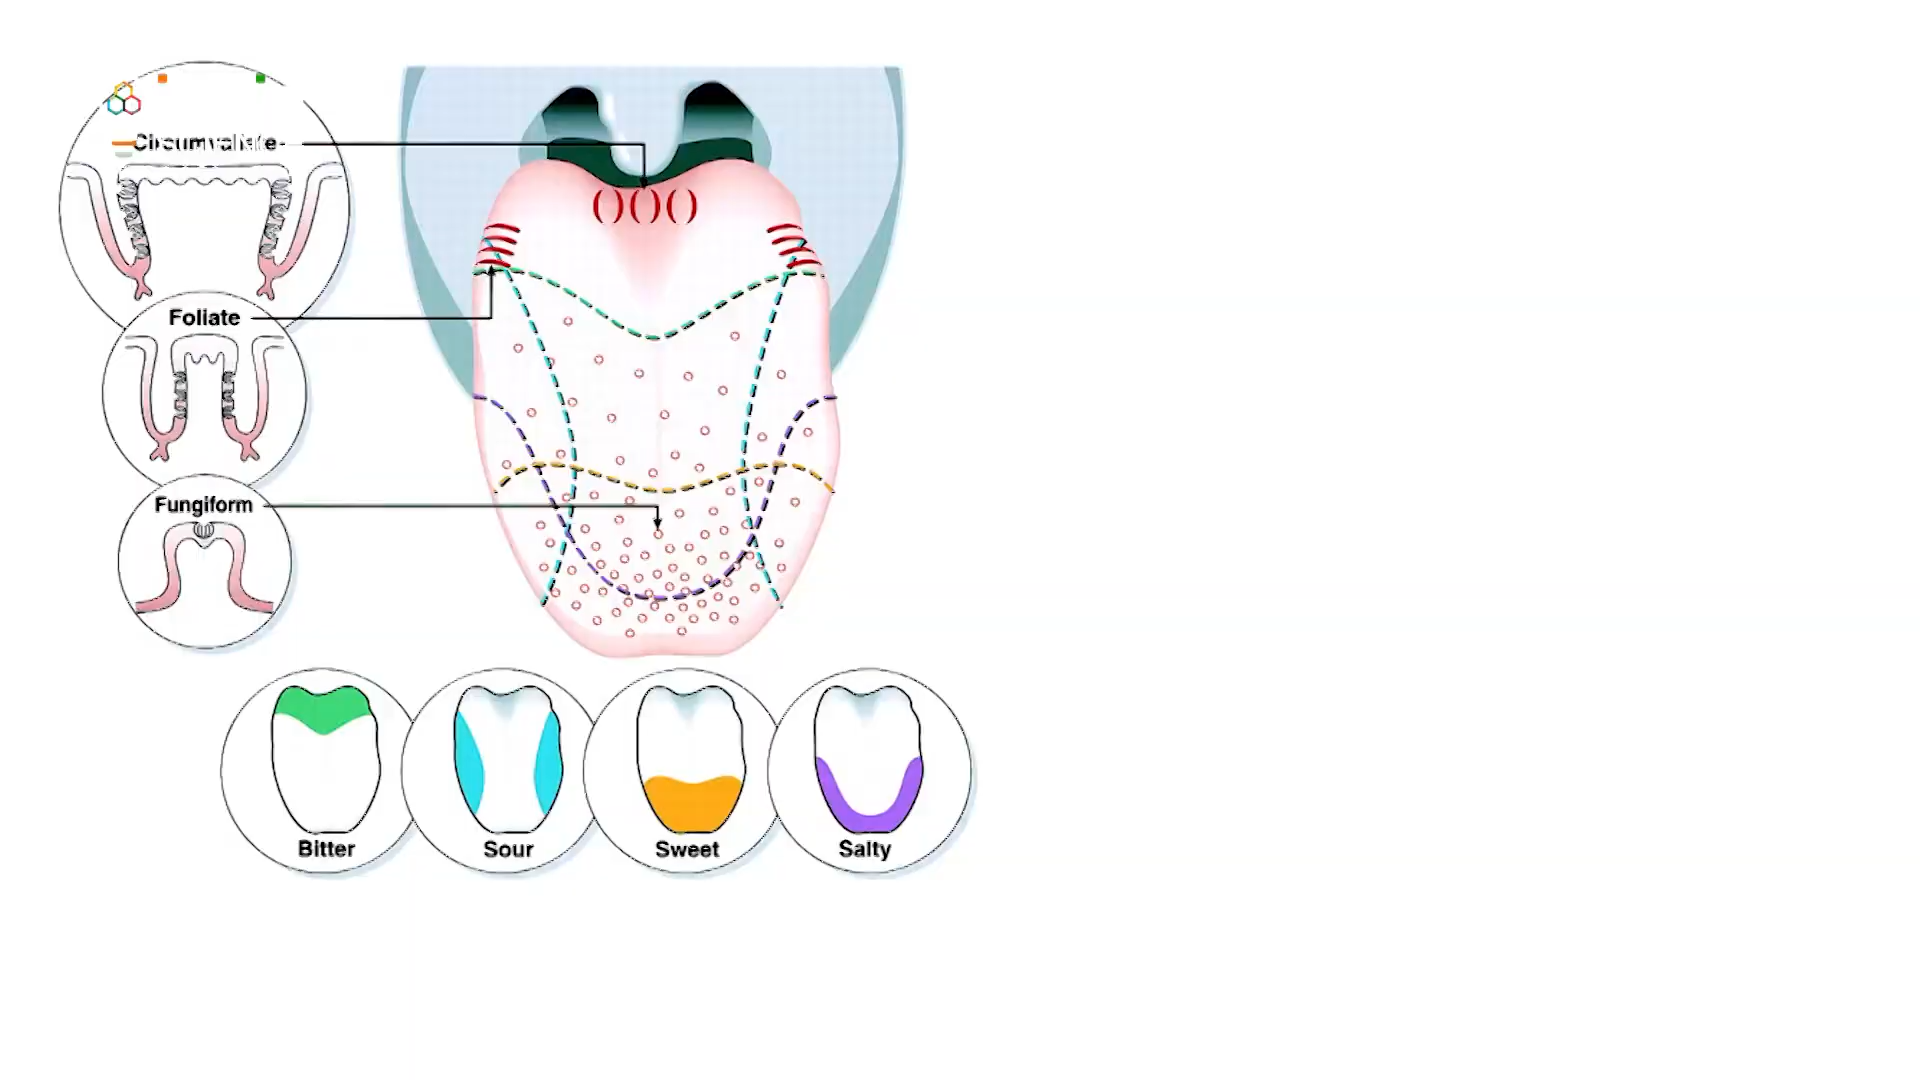 Circumvallate
Foliate
Fungiform
Bitter
Sour
Sweet
Salty